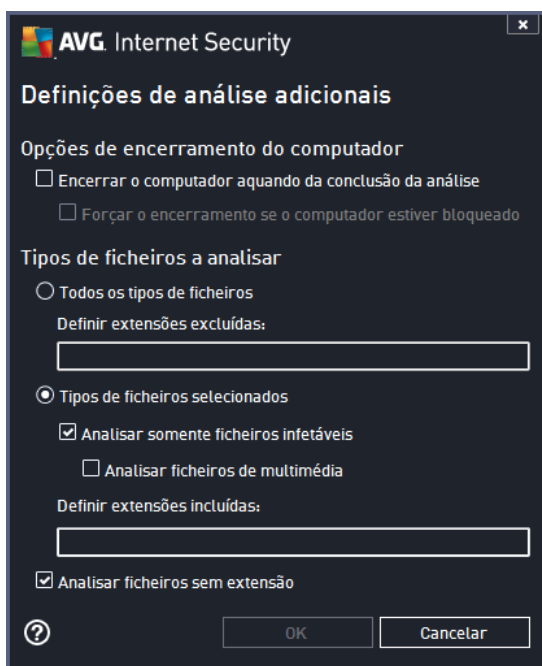 AVG. Internet Security
x
Definições de análise adicionais
Opções de encerramento do computador
Encerrar o computador aquando da conclusão da análise
Forçar o encerramento se o computador estiver bloqueado
Tipos de ficheiros a analisar
Todos os tipos de ficheiros
Definir extensões excluídas:
Tipos de ficheiros selecionados
Analisar somente ficheiros infetáveis
Analisar ficheiros de multimédia
Definir extensões incluídas:
Analisar ficheiros sem extensão
?
OK
Cancelar